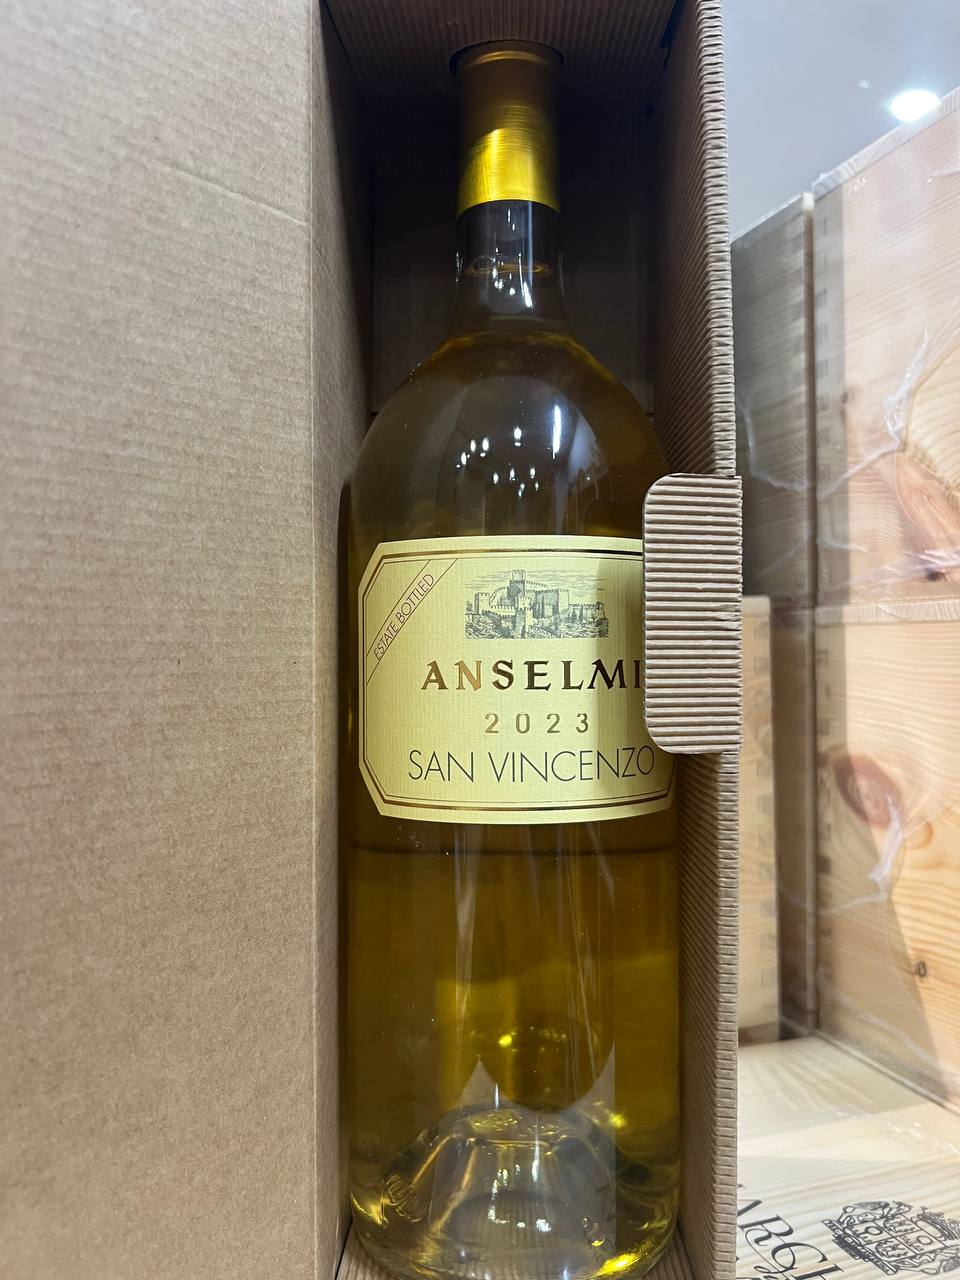 ESTATE BOTTLED
ANSELMI
2023
SAN VINCENZO